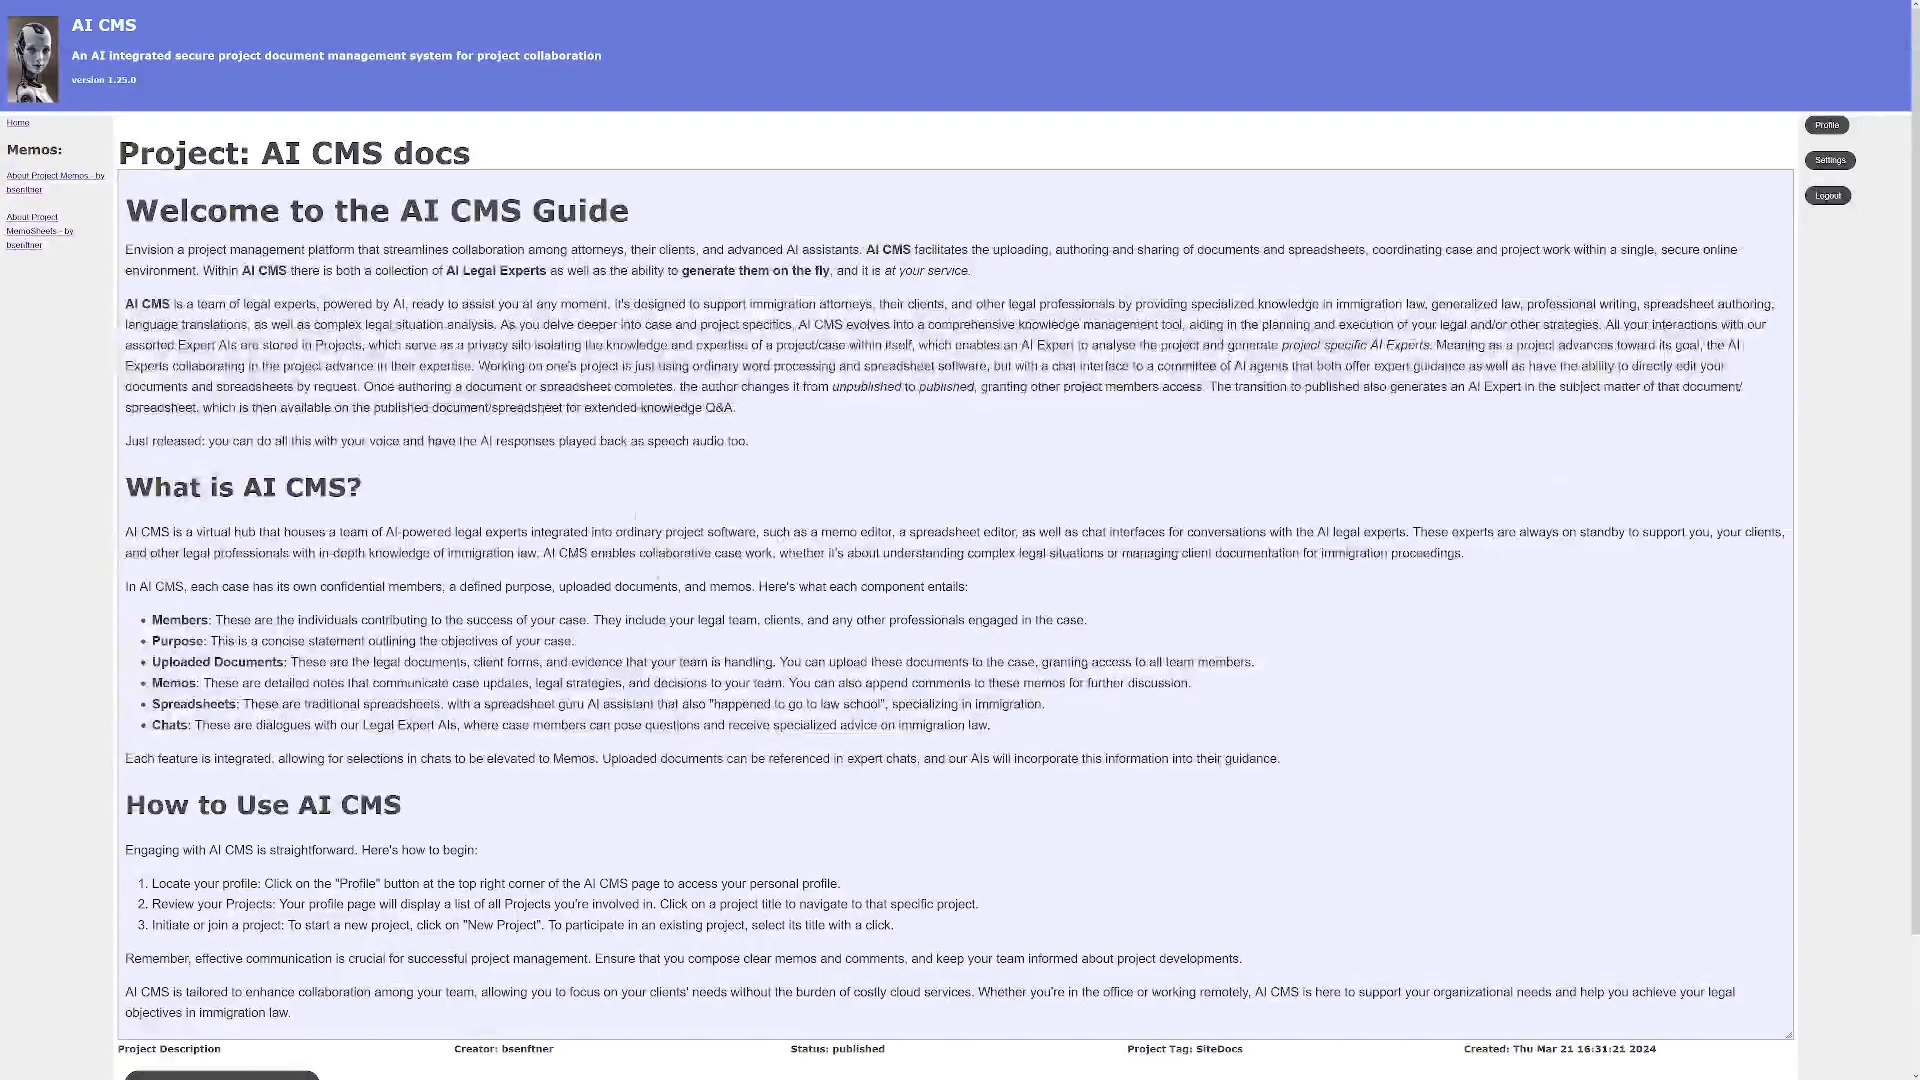 AI CMS
An AI integrated secure project document management system for project collaboration
version 1.25.0
Home
Memos:
About Project Memos - by
bsenftner
About Project
MemoSheets - by
bsenftner
Profile
Settings
Logout
Project: AI CMS docs
Welcome to the AI CMS Guide
Envision a project management platform that streamlines collaboration among attorneys, their clients, and advanced AI assistants. AI CMS facilitates the uploading, authoring and sharing of documents and spreadsheets, coordinating case and project work within a single, secure online
environment. Within AI CMS there is both a collection of AI Legal Experts as well as the ability to generate them on the fly, and it is at your service.
AI CMS is a team of legal experts, powered by AI, ready to assist you at any moment. It's designed to support immigration attorneys, their clients, and other legal professionals by providing specialized knowledge in immigration law, generalized law, professional writing, spreadsheet authoring,
language translations, as well as complex legal situation analysis. As you delve deeper into case and project specifics, AI CMS evolves into a comprehensive knowledge management tool, aiding in the planning and execution of your legal and/or other strategies. All your interactions with our
assorted Expert AIs are stored in Projects, which serve as a privacy silo isolating the knowledge and expertise of a project/case within itself, which enables an AI Expert to analyse the project and generate project specific AI Experts. Meaning as a project advances toward its goal, the AI
Experts collaborating in the project advance in their expertise. Working on one's project is just using ordinary word processing and spreadsheet software, but with a chat interface to a committee of AI agents that both offer expert guidance as well as have the ability to directly edit your
documents and spreadsheets by request. Once authoring a document or spreadsheet completes, the author changes it from unpublished to published, granting other project members access. The transition to published also generates an AI Expert in the subject matter of that document/
spreadsheet, which is then available on the published document/spreadsheet for extended knowledge Q&A.
Just released: you can do all this with your voice and have the AI responses played back as speech audio too.
What is AI CMS?
AI CMS is a virtual hub that houses a team of AI-powered legal experts integrated into ordinary project software, such as a memo editor, a spreadsheet editor, as well as chat interfaces for conversations with the AI legal experts. These experts are always on standby to support you, your clients,
and other legal professionals with in-depth knowledge of immigration law. AI CMS enables collaborative case work, whether it's about understanding complex legal situations or managing client documentation for immigration proceedings.
In AI CMS, each case has its own confidential members, a defined purpose, uploaded documents, and memos. Here's what each component entails:
• Members: These are the individuals contributing to the success of your case. They include your legal team, clients, and any other professionals engaged in the case.
• Purpose: This is a concise statement outlining the objectives of your case.
• Uploaded Documents: These are the legal documents, client forms, and evidence that your team is handling. You can upload these documents to the case, granting access to all team members.
• Memos: These are detailed notes that communicate case updates, legal strategies, and decisions to your team. You can also append comments to these memos for further discussion.
• Spreadsheets: These are traditional spreadsheets, with a spreadsheet guru AI assistant that also "happened to go to law school", specializing in immigration.
• Chats: These are dialogues with our Legal Expert AIs, where case members can pose questions and receive specialized advice on immigration law.
Each feature is integrated, allowing for selections in chats to be elevated to Memos. Uploaded documents can be referenced in expert chats, and our AIs will incorporate this information into their guidance.
How to Use AI CMS
Engaging with AI CMS is straightforward. Here's how to begin:
1. Locate your profile: Click on the "Profile" button at the top right corner of the AI CMS page to access your personal profile.
2. Review your Projects: Your profile page will display a list of all Projects you're involved in. Click on a project title to navigate to that specific project.
3. Initiate or join a project: To start a new project, click on "New Project". To participate in an existing project, select its title with a click.
Remember, effective communication is crucial for successful project management. Ensure that you compose clear memos and comments, and keep your team informed about project developments.
AI CMS is tailored to enhance collaboration among your team, allowing you to focus on your clients' needs without the burden of costly cloud services. Whether you're in the office or working remotely, AI CMS is here to support your organizational needs and help you achieve your legal
objectives in immigration law.
Project Description
Creator: bsenftner
Status: published
Project Tag: SiteDocs
Created: Thu Mar 21 16:31:21 2024